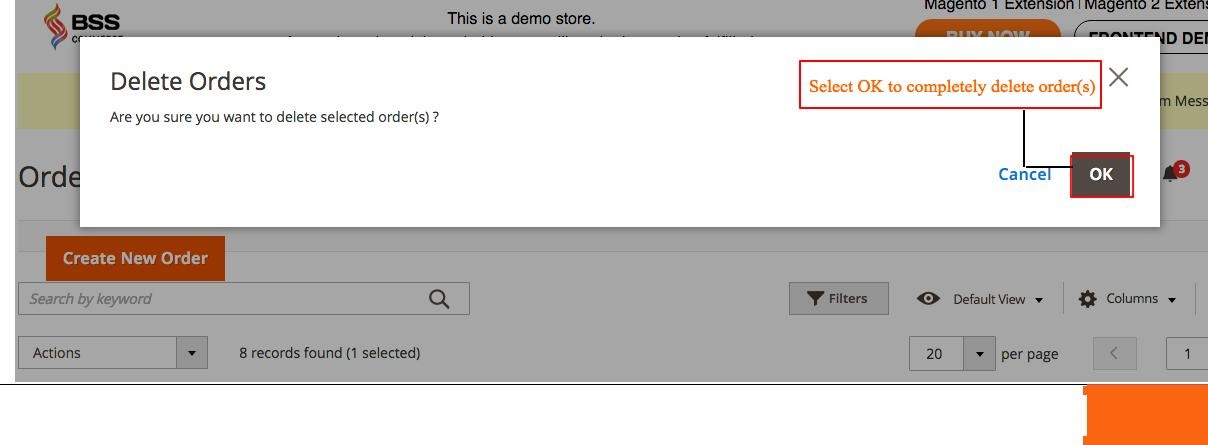 Magento 1 Extension | Magento 2 Extens
BSS
This is a demo store.
BUY NOW
FRONTEND DE
Delete Orders
Select OK to completely delete order(s)
Are you sure you want to delete selected order(s) ?
m Mess
Orde
Cancel
OK
3
Create New Order
Search by keyword
Filters
Default View
Columns
Actions
8 records found (1 selected)
20
per page
1